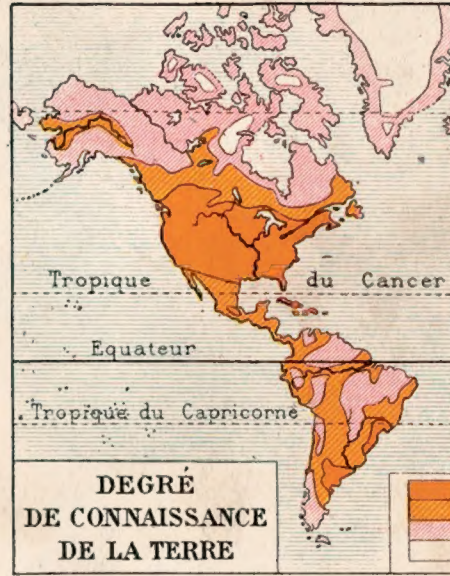 Tropique du Cancer
Equateur
Tropique du Capricorne
DEGRÉ
DE CONNAISSANCE
DE LA TERRE